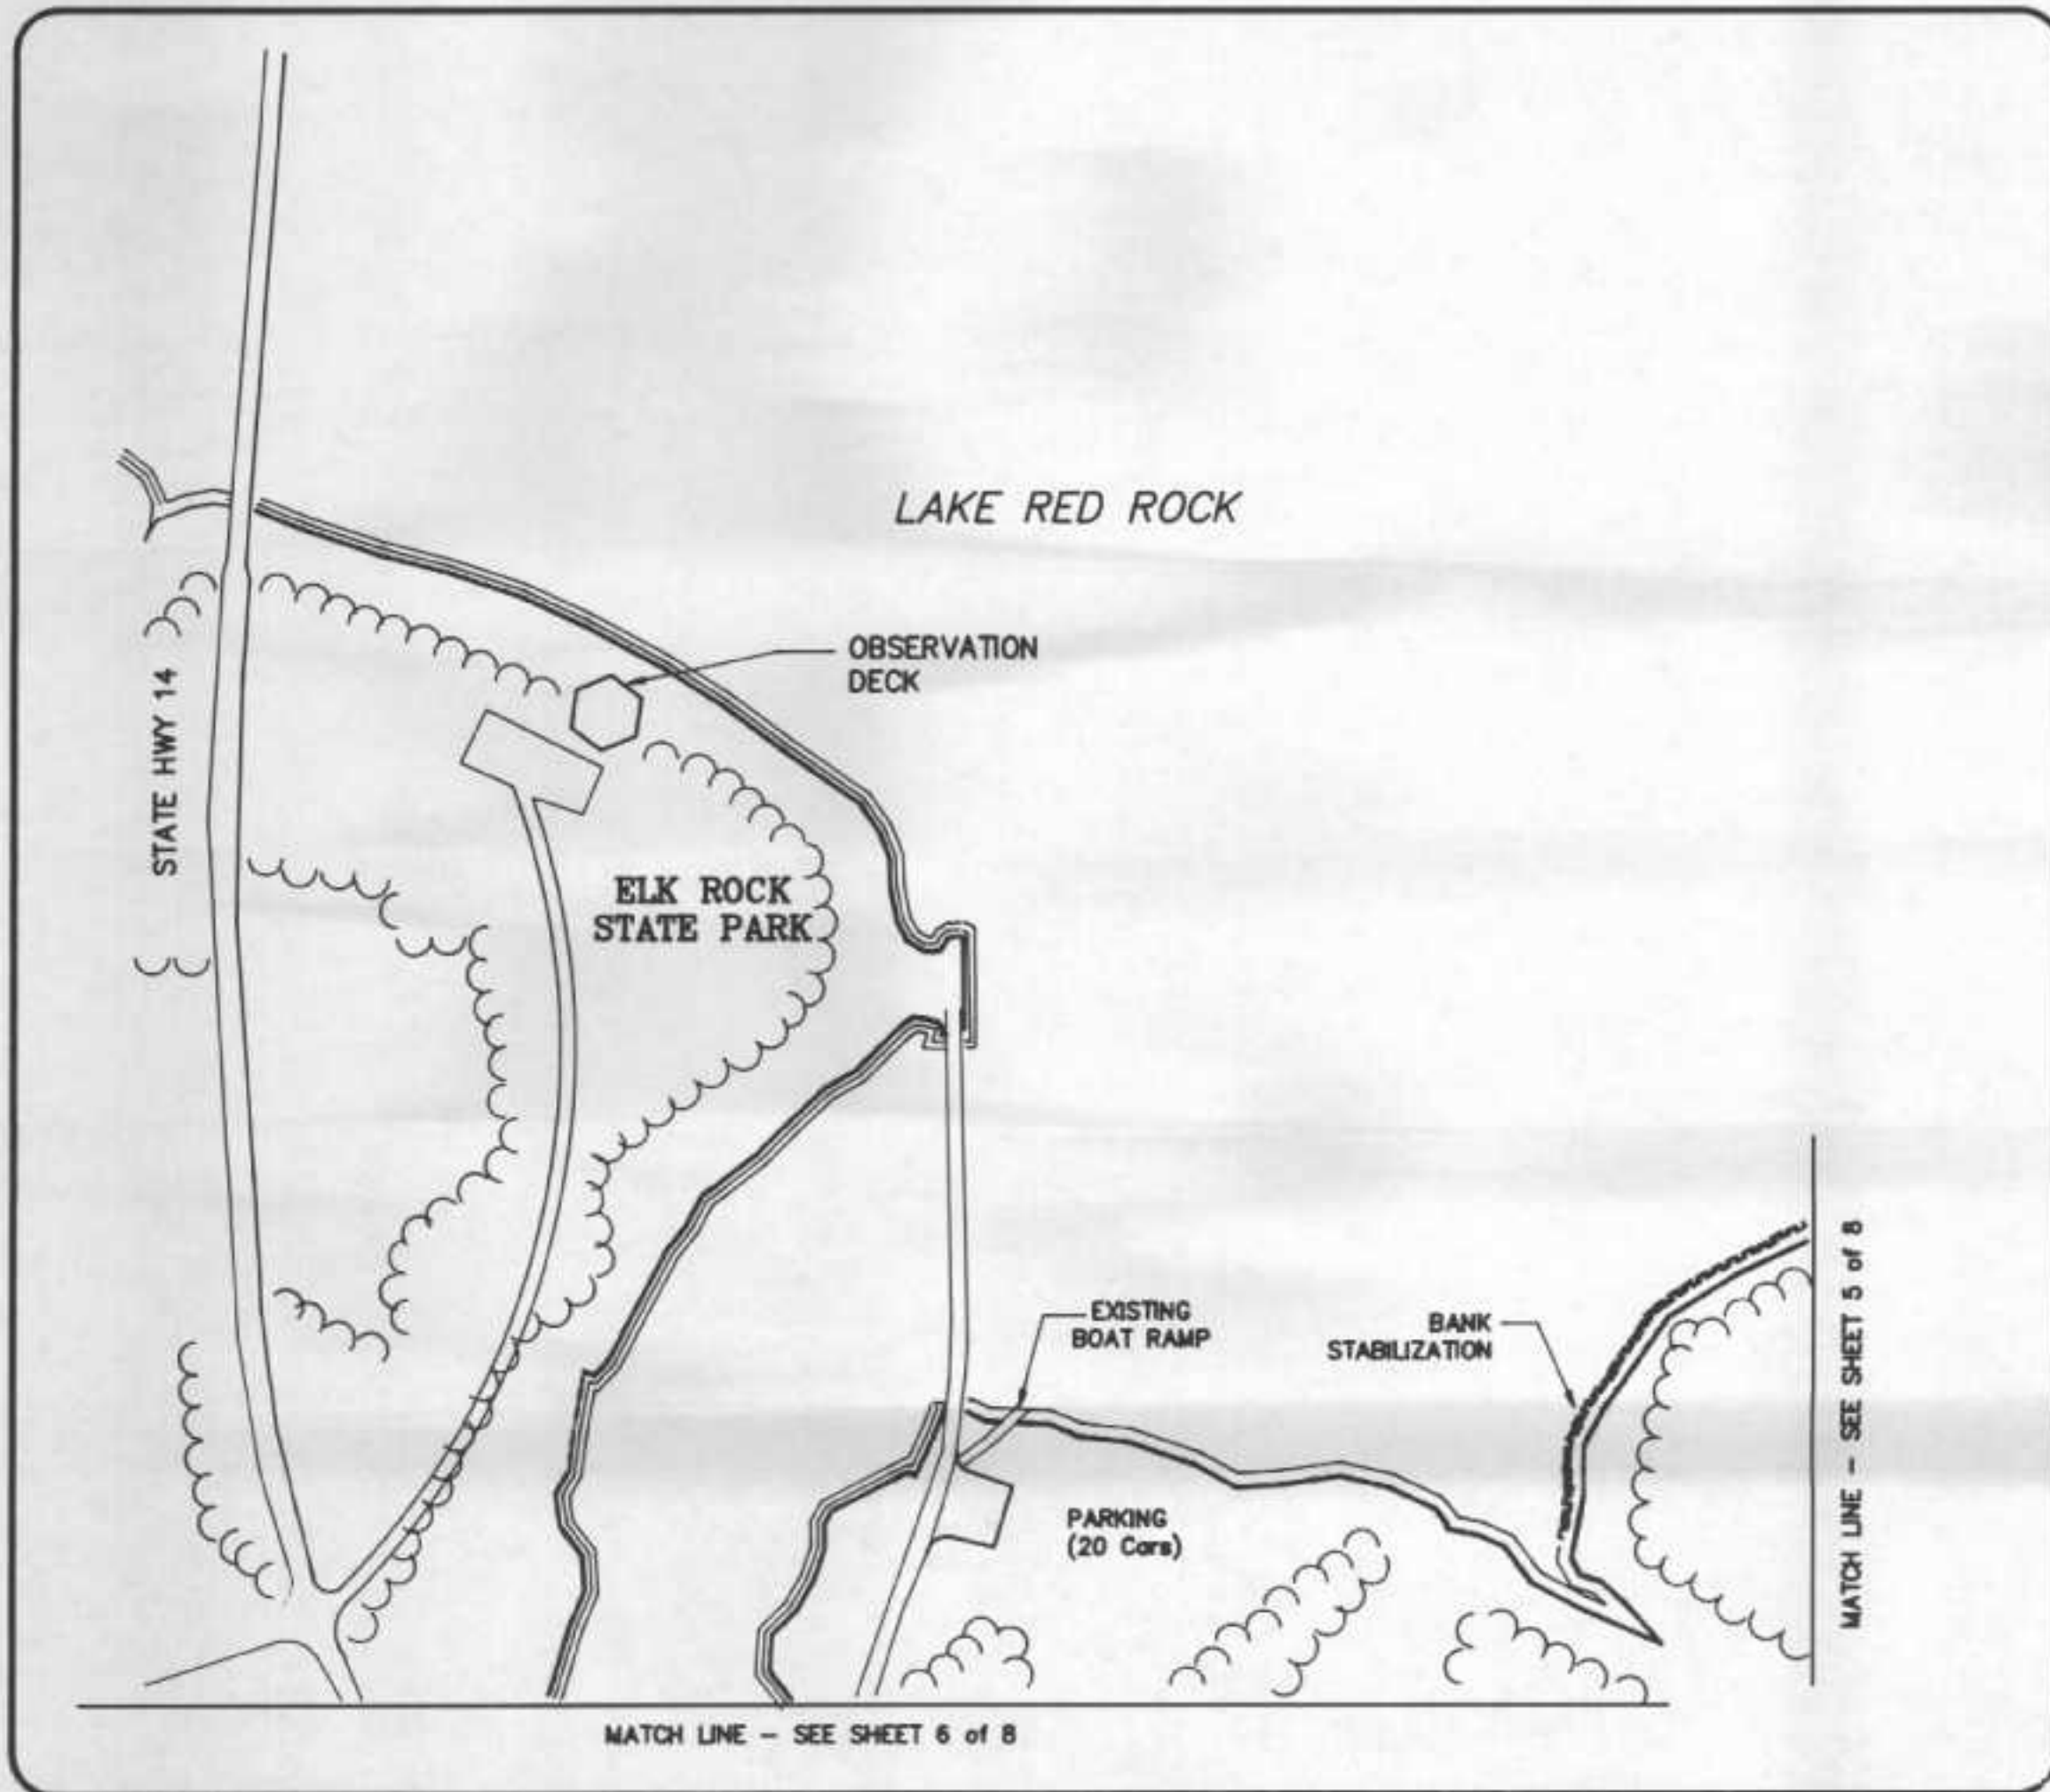 LAKE RED ROCK
OBSERVATION
DECK
STATE HWY 14
ELK ROCK
STATE PARK
EXISTING
BOAT RAMP
BANK
STABILIZATION
PARKING
(20 Cars)
MATCH LINE - SEE SHEET 5 of 8
MATCH LINE - SEE SHEET 6 of 8